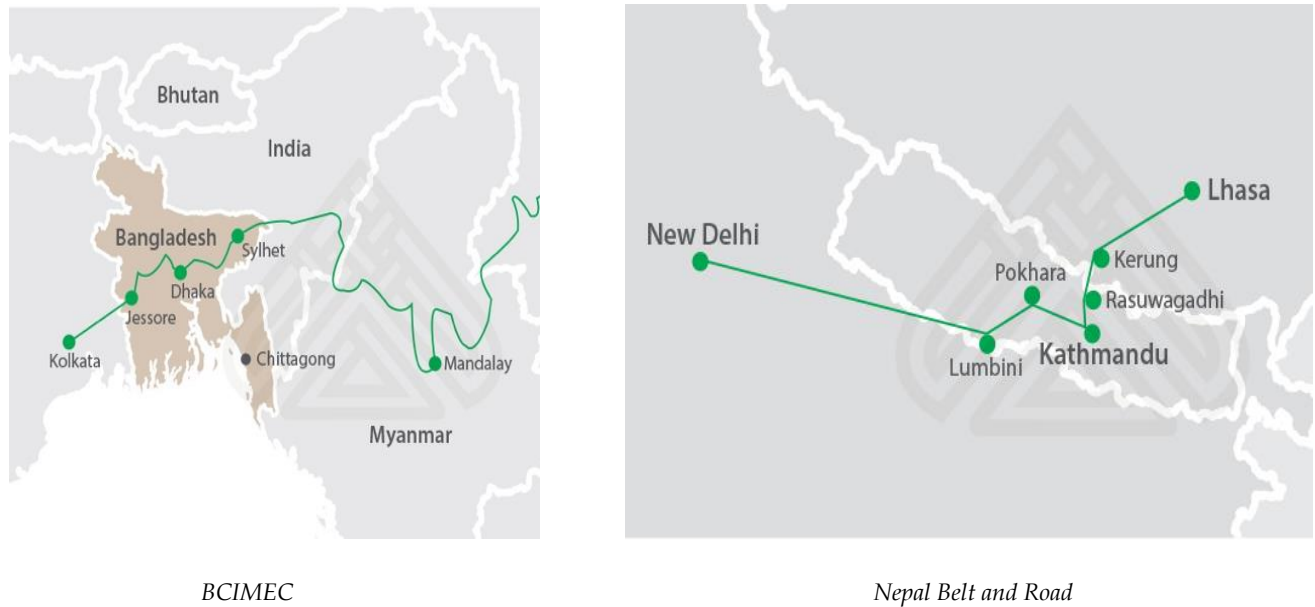 Bhutan
India
Bangladesh
Sylhet
Dhaka
Jessore
Kolkata
Chittagong
Mandalay
Myanmar
BCIMEC
Lhasa
New Delhi
Kerung
Pokhara
Rasuwagadhi
Kathmandu
Lumbini
Nepal Belt and Road